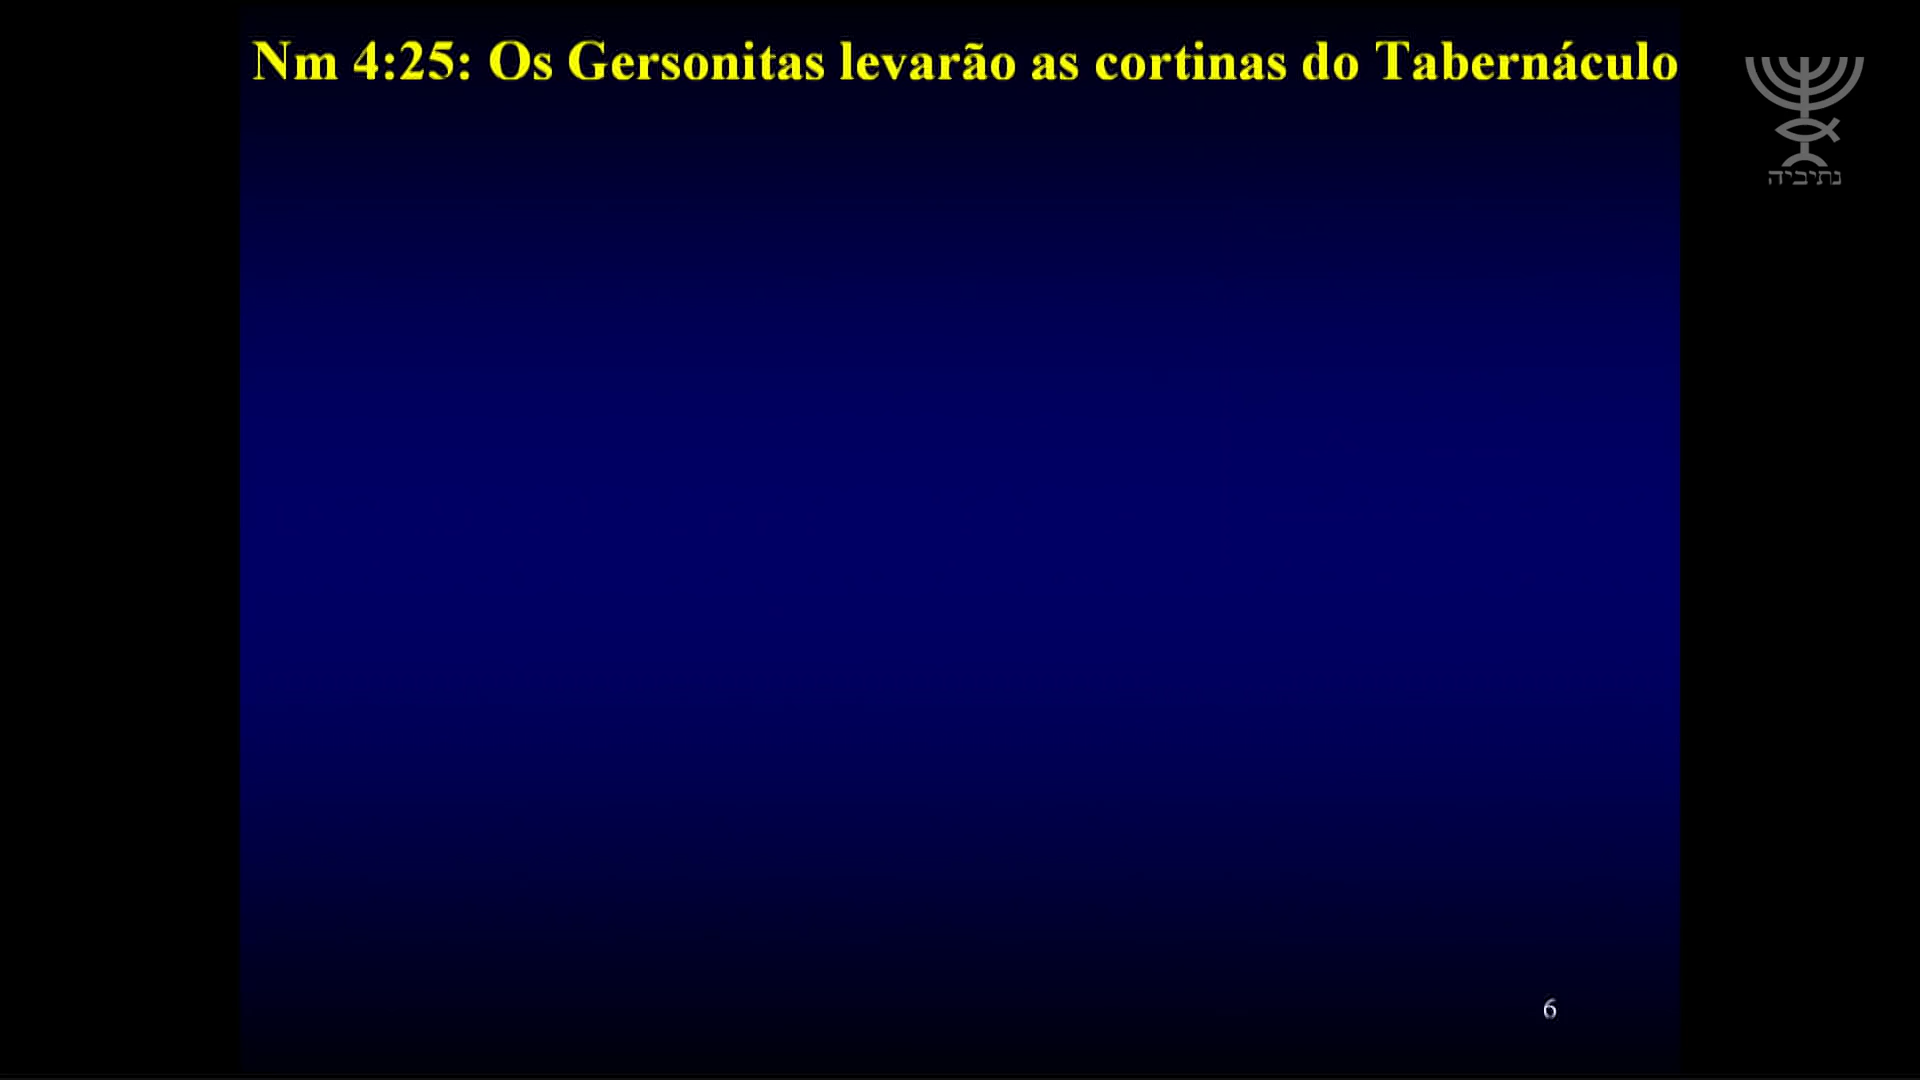 Nm 4:25: Os Gersonitas levarão as cortinas do Tabernáculo
נתיביה
6